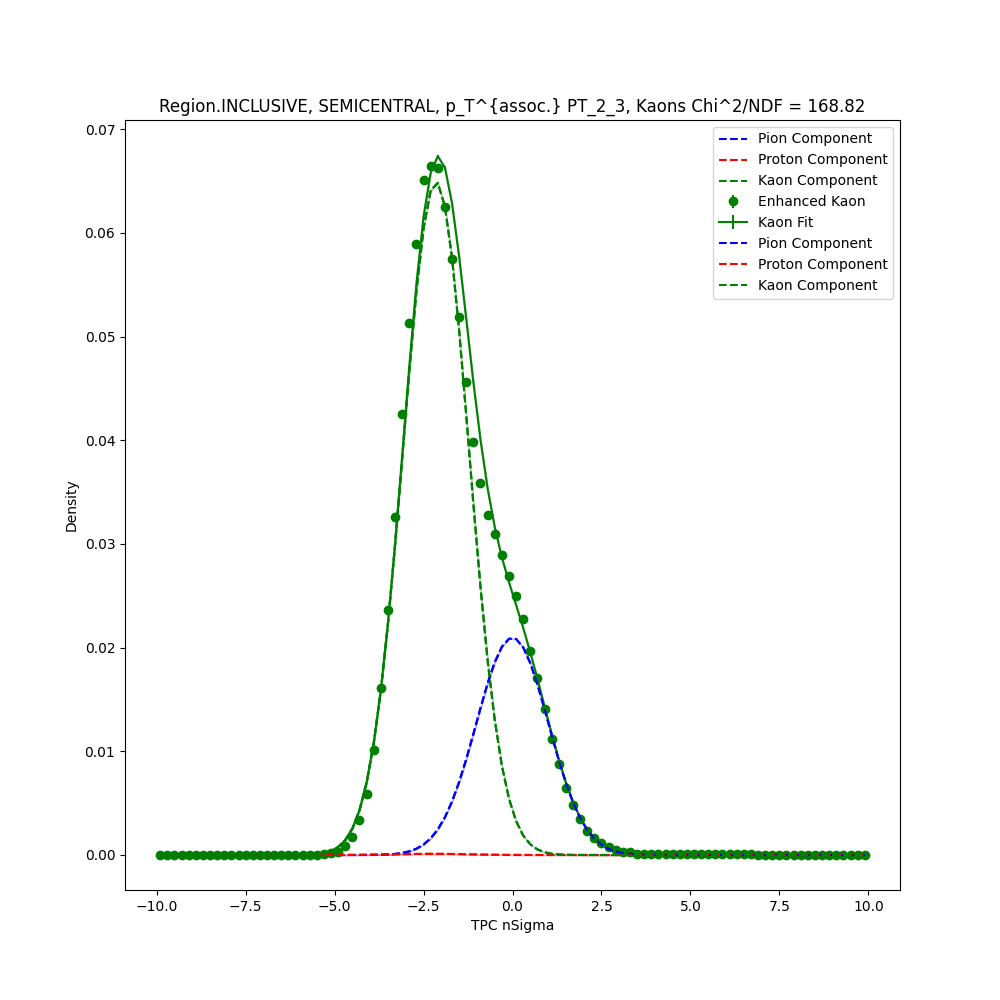 Region.INCLUSIVE, SEMICENTRAL, p_T^{assoc.} PT_2_3, Kaons Chi^2/NDF = 168.82
Pion Component
Proton Component
Kaon Component
Enhanced Kaon
Kaon Fit
Pion Component
Proton Component
Kaon Component
0.07
0.06
0.05
0.04
0.03
0.02
0.01
0.00
Density
−10.0 −7.5 −5.0 −2.5 0.0 2.5 5.0 7.5 10.0
TPC nSigma